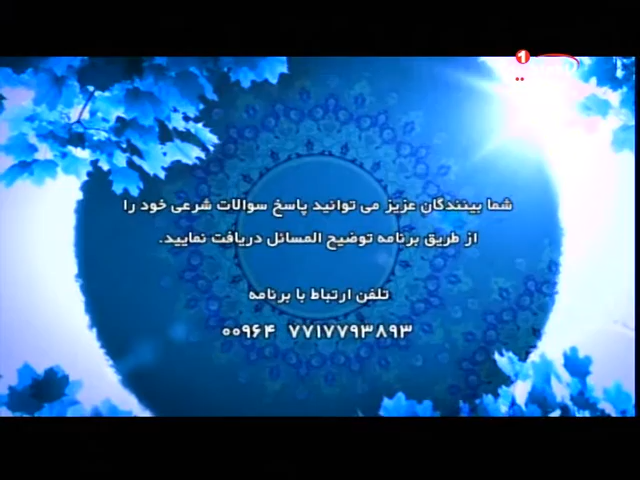 شما بینندگان عزیز می توانید پاسخ سوالات شرعی خود را
از طریق برنامه توضیح المسائل دریافت نمایید.
تلفن ارتباط با برنامه
۰۰۹۶۴ ۷۷۱۷۷۹۳۸۹۳
1